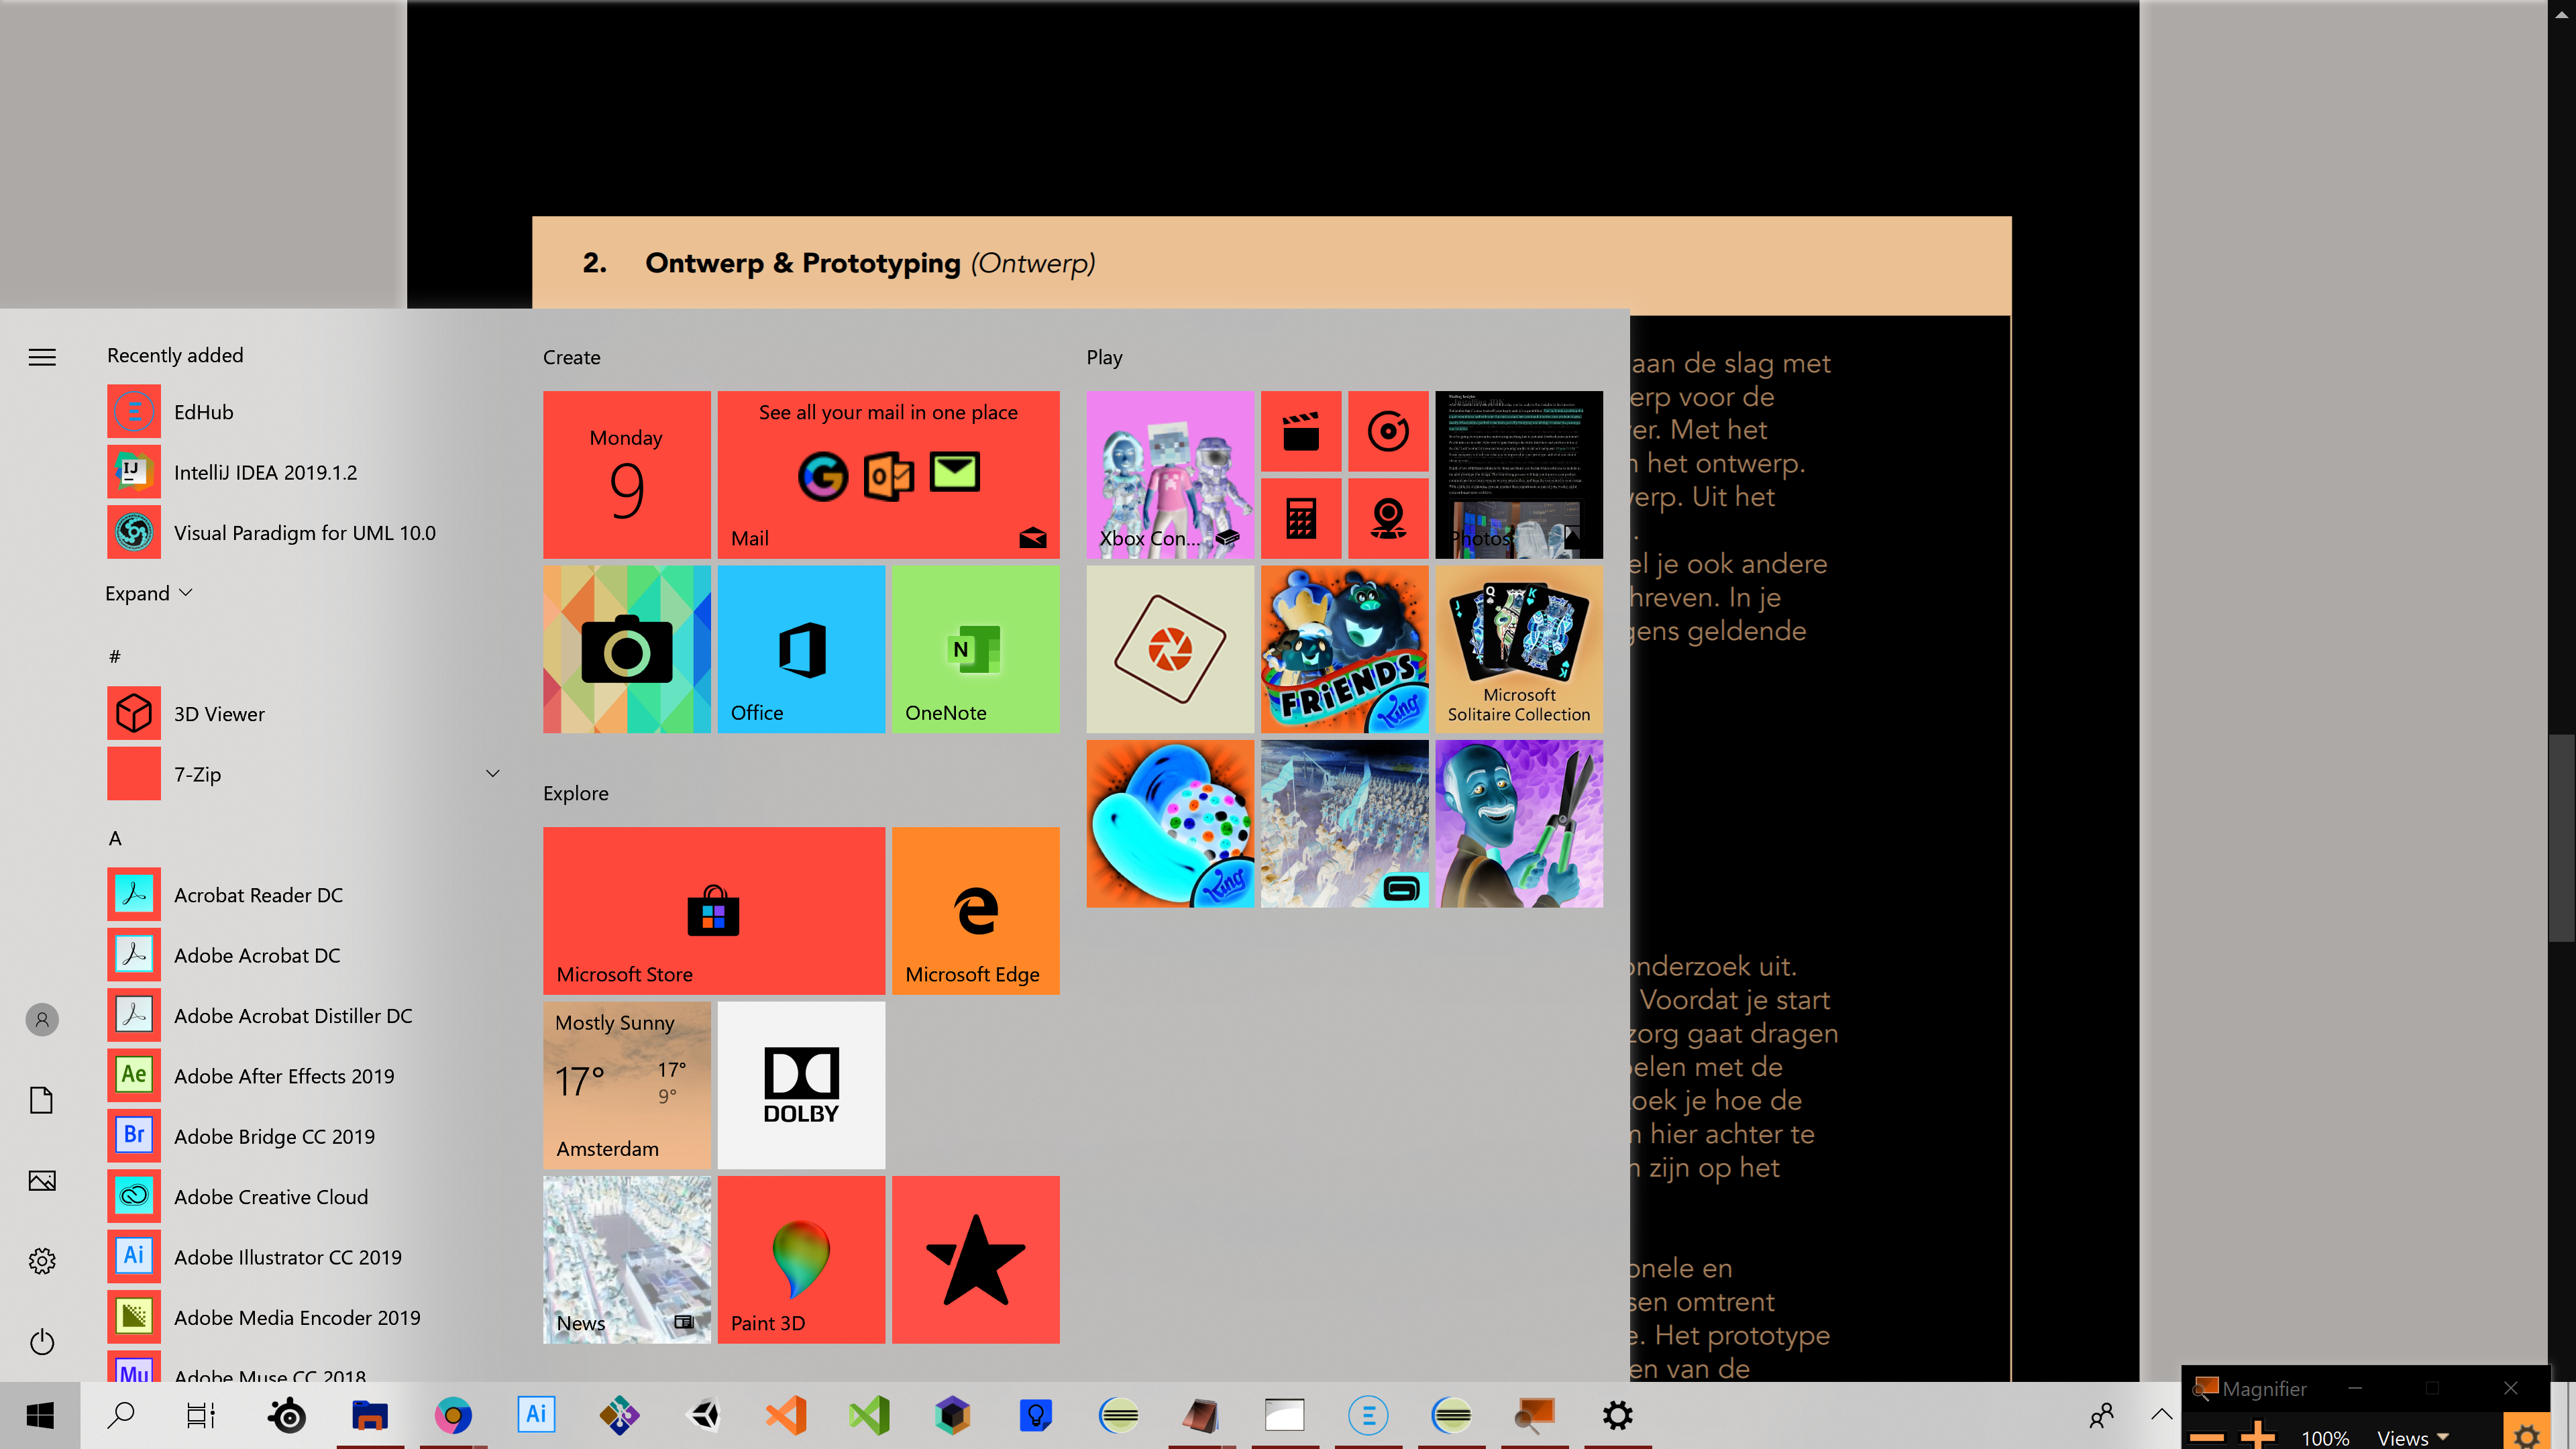 2. Ontwerp & Prototyping (Ontwerp)
Recently added
EdHub
IntelliJ IDEA 2019.1.2
Visual Paradigm for UML 10.0
Expand
#
3D Viewer
7-Zip
A
Acrobat Reader DC
Adobe Acrobat DC
Adobe Acrobat Distiller DC
Ae
Adobe After Effects 2019
Br
Adobe Bridge CC 2019
Adobe Creative Cloud
Ai
Adobe Illustrator CC 2019
Adobe Media Encoder 2019
Mu
Adobe Muse CC 2018
Create
Monday
9
See all your mail in one place
Mail
Office
N
OneNote
Explore
Microsoft Store
Microsoft Edge
Mostly Sunny
17°
17°
9°
Amsterdam
DOLBY
News
Paint 3D
Play
Xbox Con...
Photos
FRiENDS
King
J Q K
K
Microsoft
Solitaire Collection
King
aan de slag met
erp voor de
er. Met het
het ontwerp.
erp. Uit het
.
el je ook andere
hreven. In je
gens geldende
onderzoek uit.
Voordat je start
zorg gaat dragen
elen met de
oek je hoe de
hier achter te
zijn op het
onele en
sen omtrent
e. Het prototype
en van de
Ai
Magnifier
100%
Views